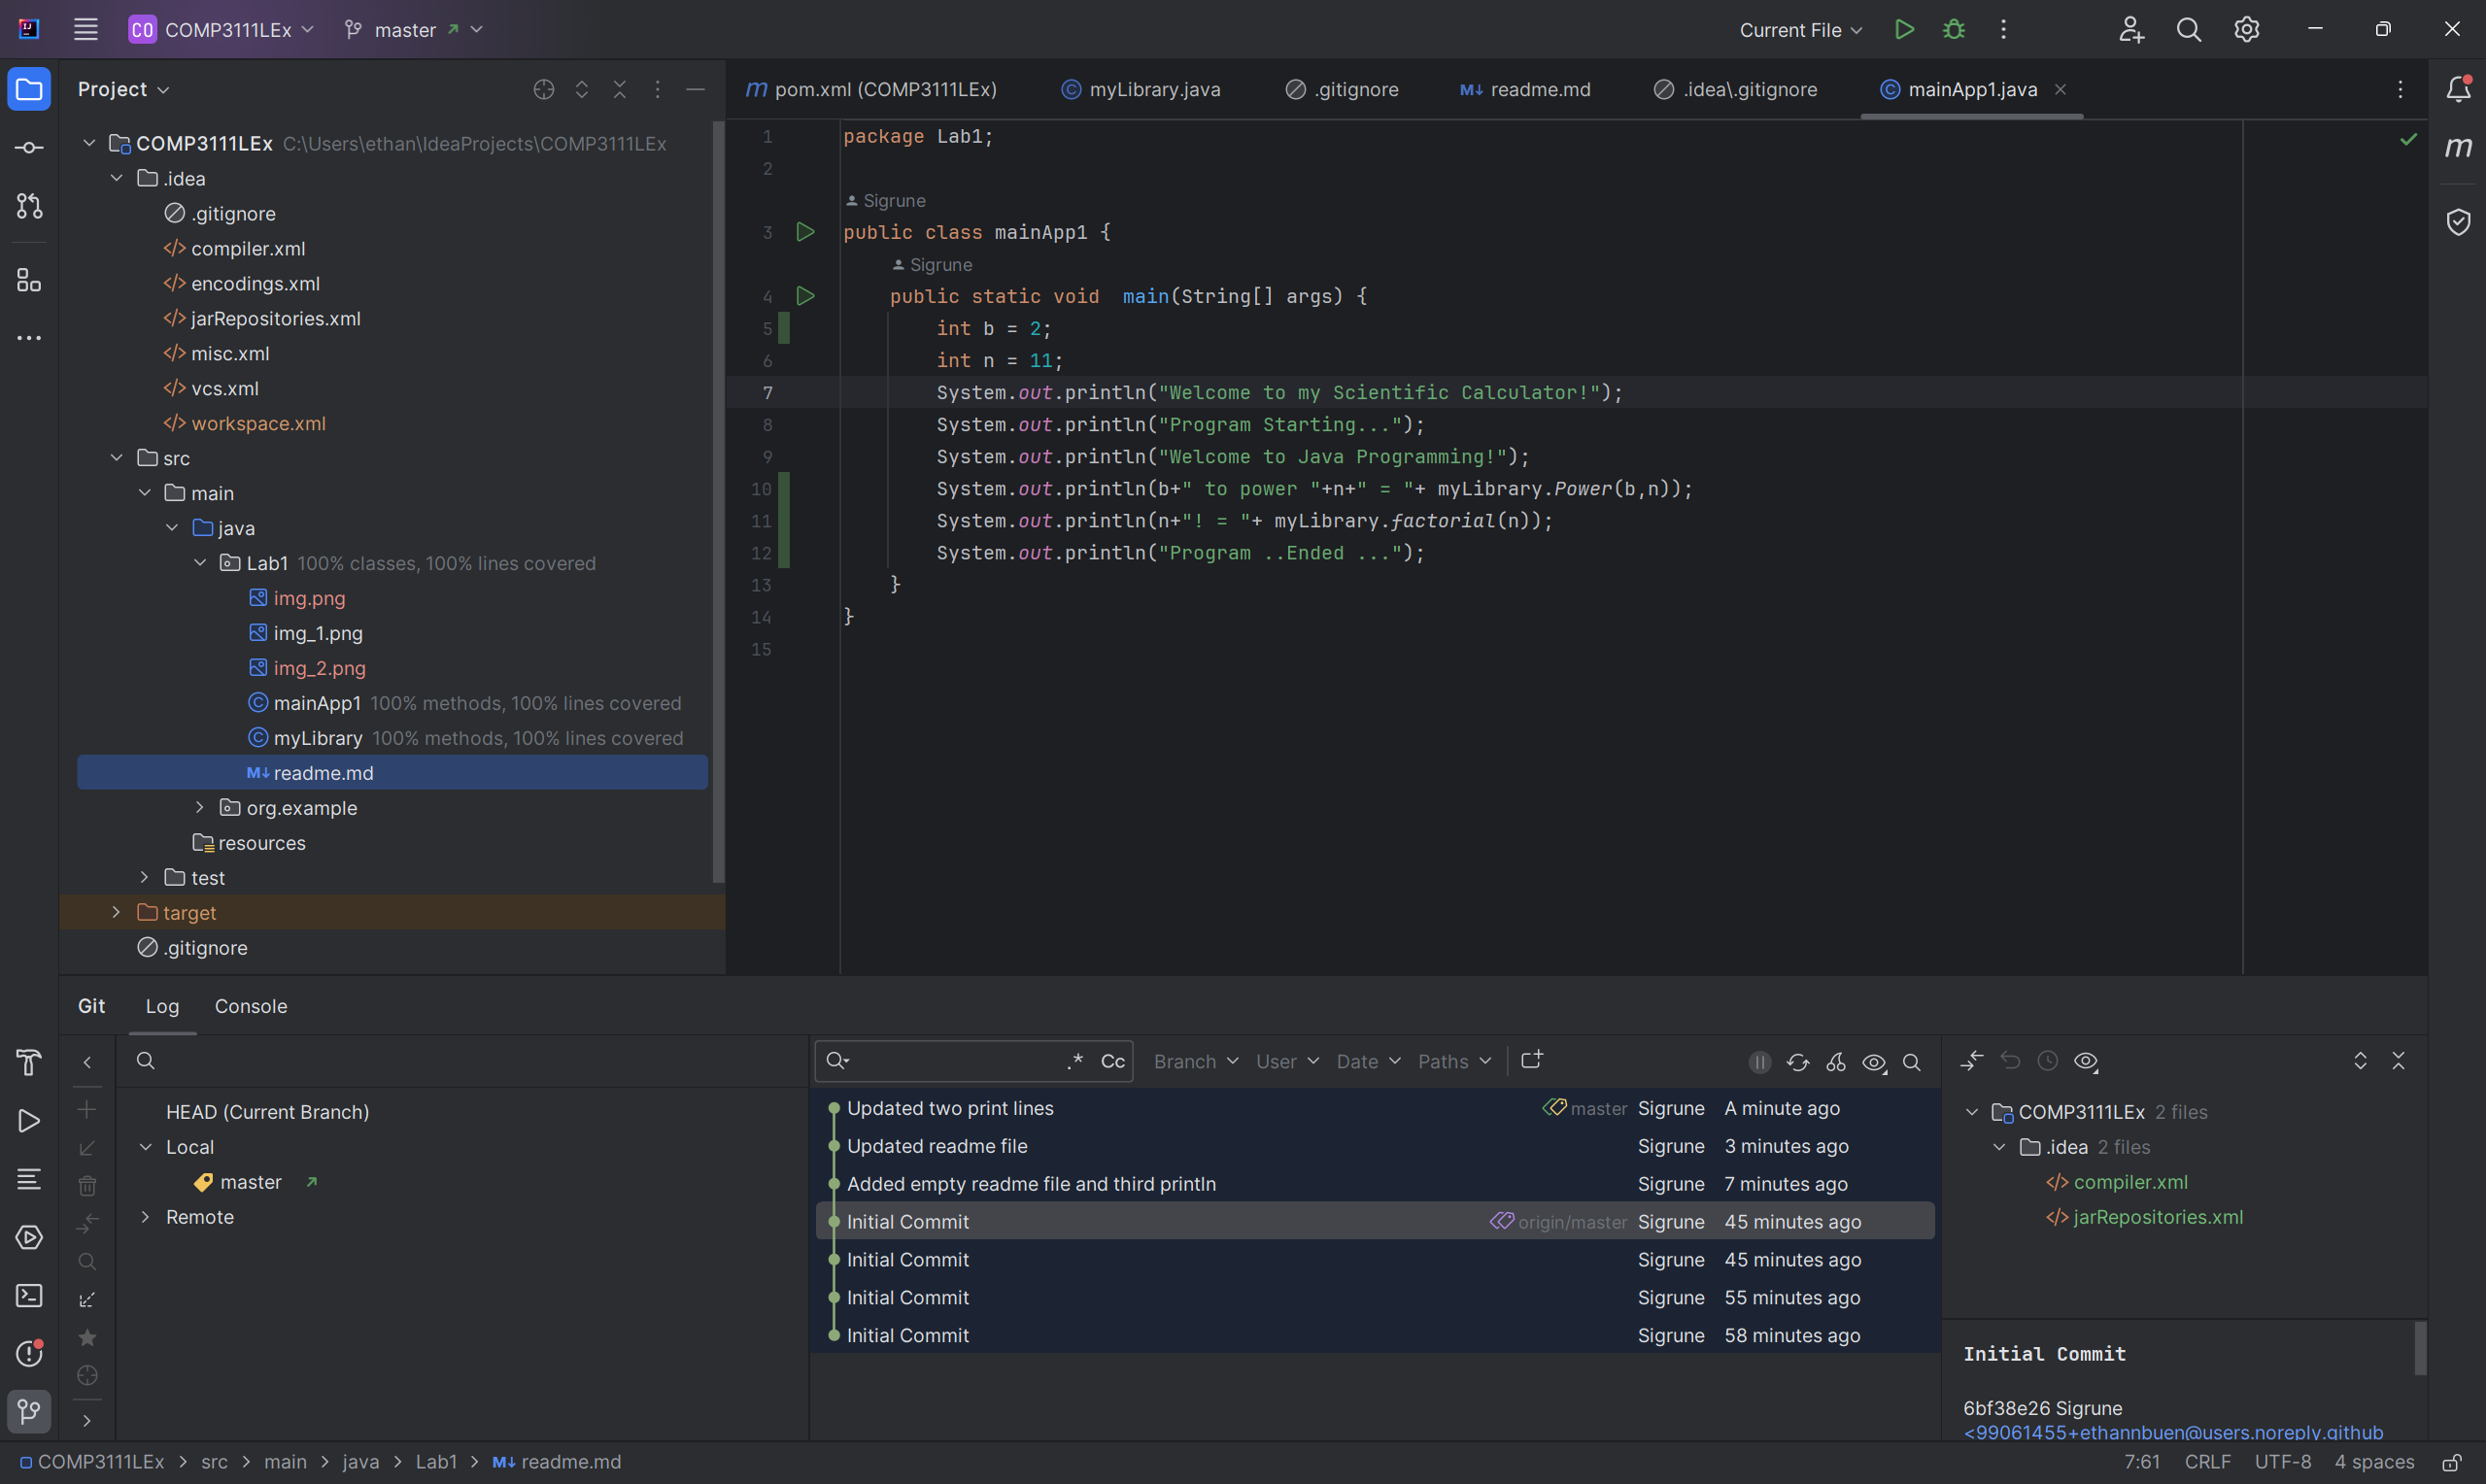 CO COMP3111LEx master Current File
Project
COMP3111LEx C:\Users\ethan\IdeaProjects\COMP3111LEx
.idea
.gitignore
compiler.xml
encodings.xml
jarRepositories.xml
misc.xml
vcs.xml
workspace.xml
src
main
java
Lab1 100% classes, 100% lines covered
img.png
img_1.png
img_2.png
mainApp1 100% methods, 100% lines covered
myLibrary 100% methods, 100% lines covered
readme.md
org.example
resources
test
target
.gitignore
m pom.xml (COMP3111LEx) myLibrary.java .gitignore M↓ readme.md .idea\.gitignore mainApp1.java
1 package Lab1;
2
Sigrune
3 public class mainApp1 {
Sigrune
4 public static void  main(String[] args) {
5 int b = 2;
6 int n = 11;
7 System.out.println("Welcome to my Scientific Calculator!");
8 System.out.println("Program Starting...");
9 System.out.println("Welcome to Java Programming!");
10 System.out.println(b+" to power "+n+" = "+ myLibrary.Power(b,n));
11 System.out.println(n+"! = "+ myLibrary.factorial(n));
12 System.out.println("Program ..Ended ...");
13 }
14 }
15
Git Log Console
HEAD (Current Branch)
Local
master
Remote
.* Cc Branch User Date Paths
Updated two print lines master Sigrune A minute ago
Updated readme file Sigrune 3 minutes ago
Added empty readme file and third println Sigrune 7 minutes ago
Initial Commit origin/master Sigrune 45 minutes ago
Initial Commit Sigrune 45 minutes ago
Initial Commit Sigrune 55 minutes ago
Initial Commit Sigrune 58 minutes ago
COMP3111LEx 2 files
.idea 2 files
compiler.xml
jarRepositories.xml
Initial Commit
6bf38e26 Sigrune
<99061455+ethannbuen@users.noreply.github
COMP3111LEx > src > main > java > Lab1 > M↓ readme.md 7:61 CRLF UTF-8 4 spaces